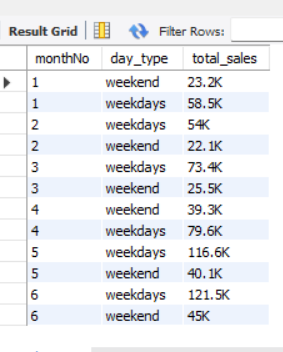 Result Grid Filter Rows:
monthNo day_type total_sales
1 weekend 23.2K
1 weekdays 58.5K
2 weekdays 54K
2 weekend 22.1K
3 weekdays 73.4K
3 weekend 25.5K
4 weekend 39.3K
4 weekdays 79.6K
5 weekdays 116.6K
5 weekend 40.1K
6 weekdays 121.5K
6 weekend 45K